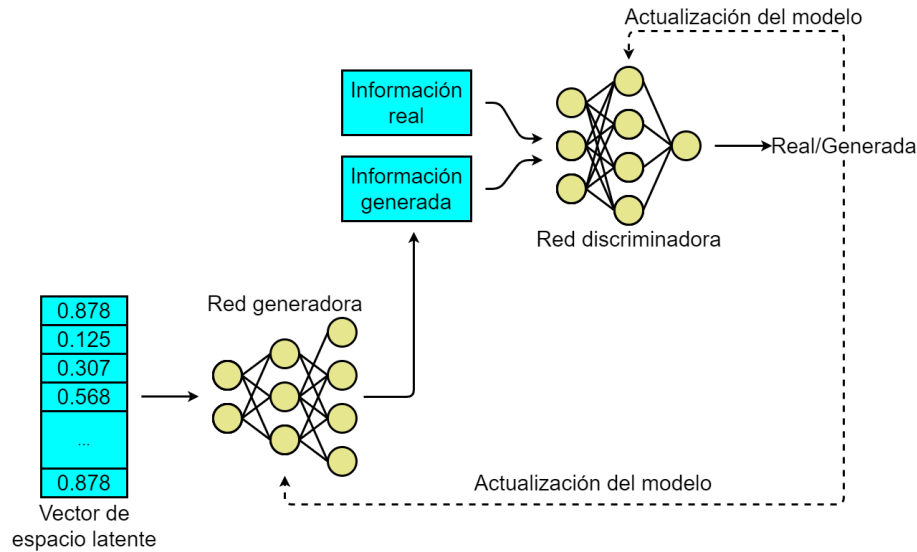 Actualización del modelo
Información
real
Información
generada
Real/Generada
Red discriminadora
Red generadora
0.878
0.125
0.307
0.568
...
0.878
Vector de
espacio latente
Actualización del modelo